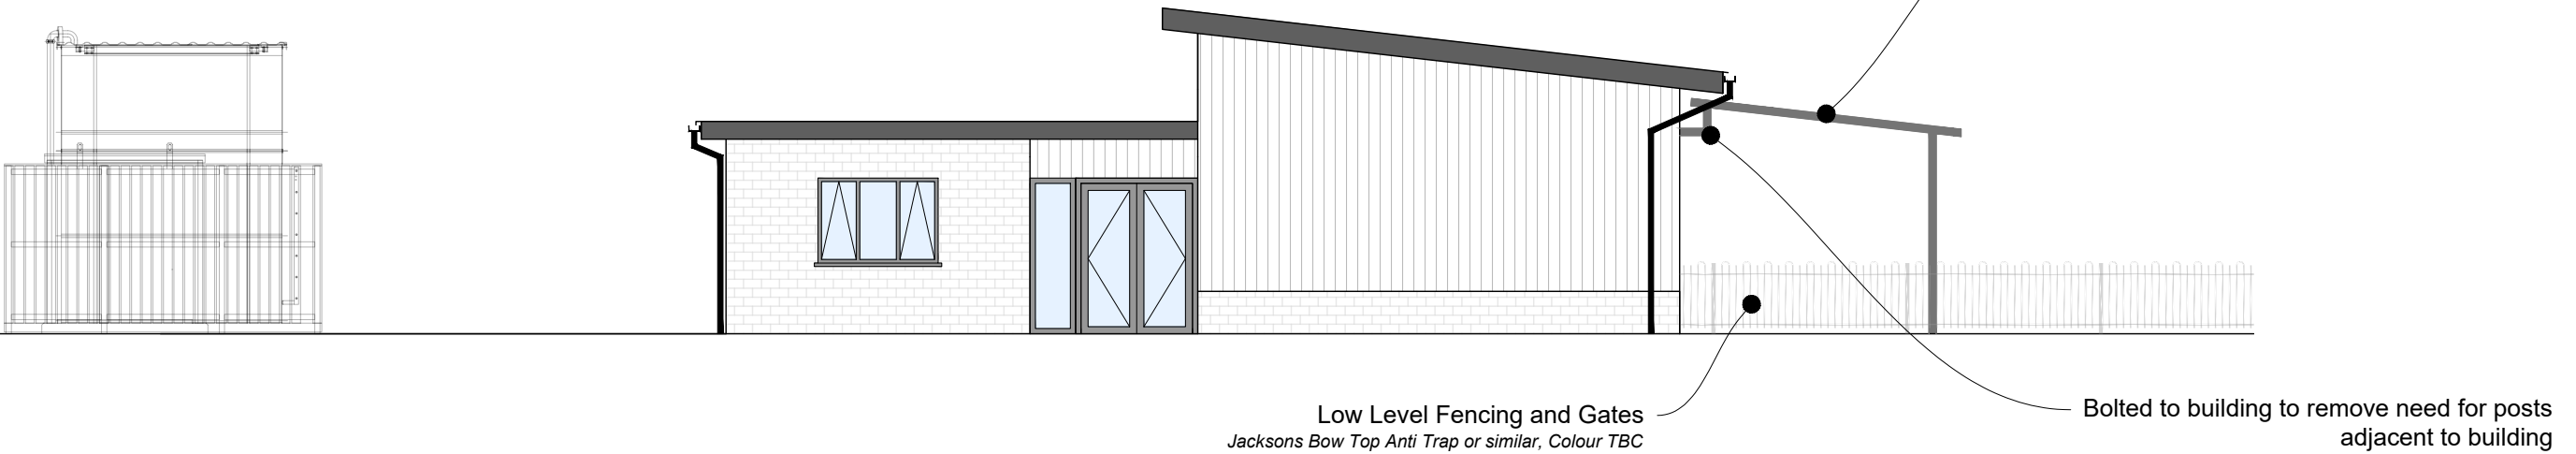 Low Level Fencing and Gates
Jacksons Bow Top Anti Trap or similar, Colour TBC
Bolted to building to remove need for posts
adjacent to building